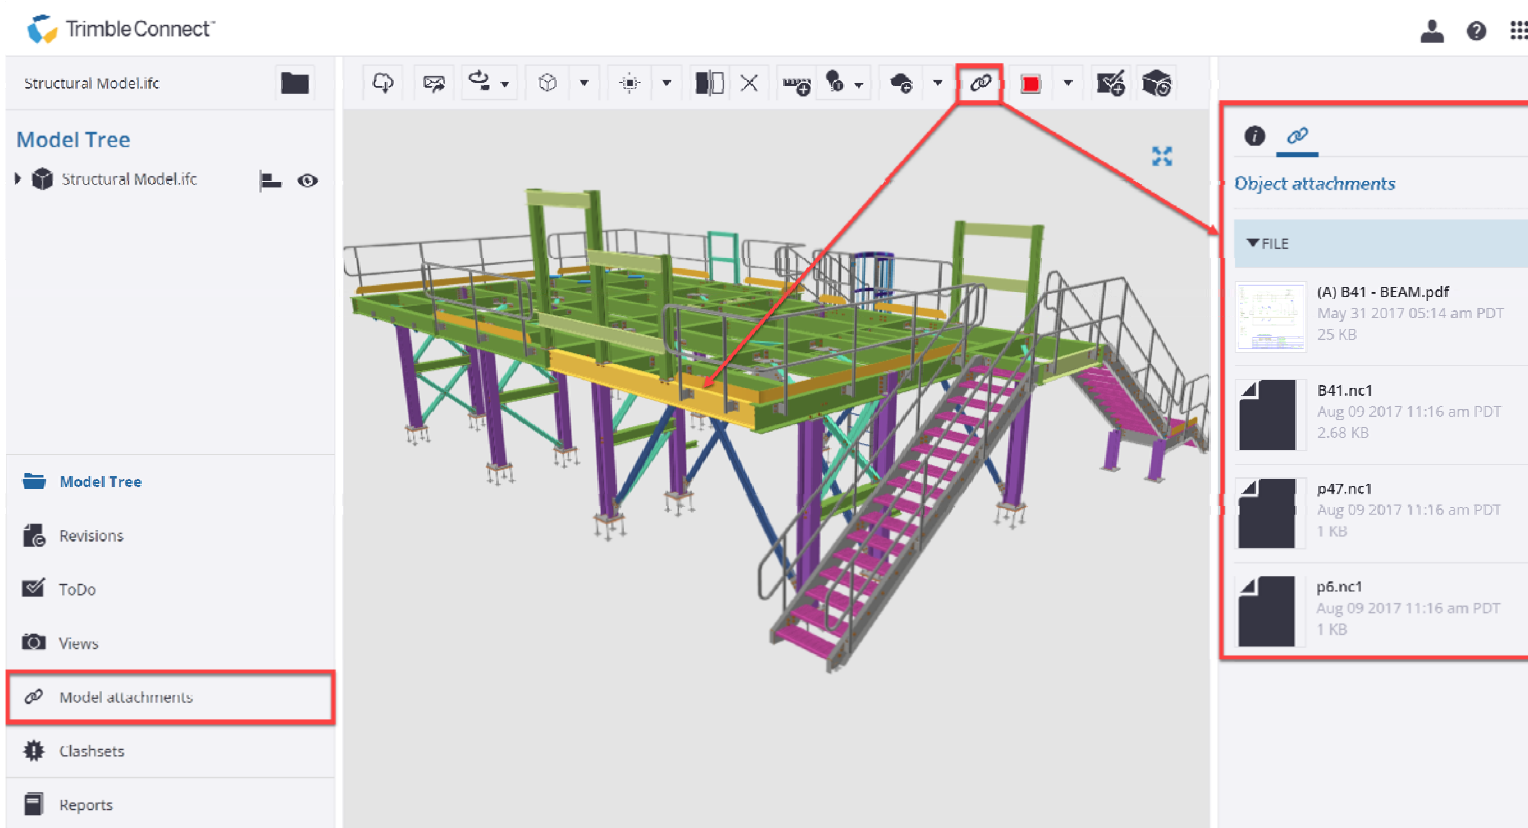 Trimble Connect
Structural Model.ifc
Model Tree
Structural Model.ifc
Model Tree
Revisions
ToDo
Views
Model attachments
Clashsets
Reports
Object attachments
FILE
(A) B41 - BEAM.pdf
May 31 2017 05:14 am PDT
25 KB
B41.nc1
Aug 09 2017 11:16 am PDT
2.68 KB
p47.nc1
Aug 09 2017 11:16 am PDT
1 KB
p6.nc1
Aug 09 2017 11:16 am PDT
1 KB